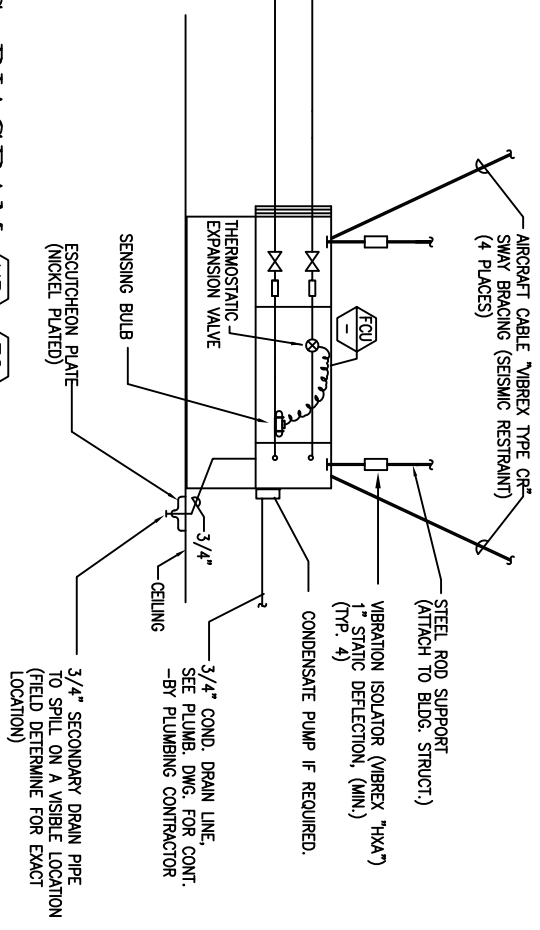 AIRCRAFT CABLE "VIBREX TYPE CR"
SWAY BRACING (SEISMIC RESTRAINT)
(4 PLACES)
STEEL ROD SUPPORT
(ATTACH TO BLDG. STRUCT.)
VIBRATION ISOLATOR (VIBREX "HXA")
1" STATIC DEFLECTION, (MIN.)
(TYP. 4)
FCU
-
THERMOSTATIC
EXPANSION VALVE
SENSING BULB
CONDENSATE PUMP IF REQUIRED.
ESCUTCHEON PLATE
(NICKEL PLATED)
3/4"
CEILING
3/4" COND. DRAIN LINE,
SEE PLUMB. DWG. FOR CONT.
-BY PLUMBING CONTRACTOR
3/4" SECONDARY DRAIN PIPE
TO SPILL ON A VISIBLE LOCATION
(FIELD DETERMINE FOR EXACT
LOCATION)
DIAGRAM